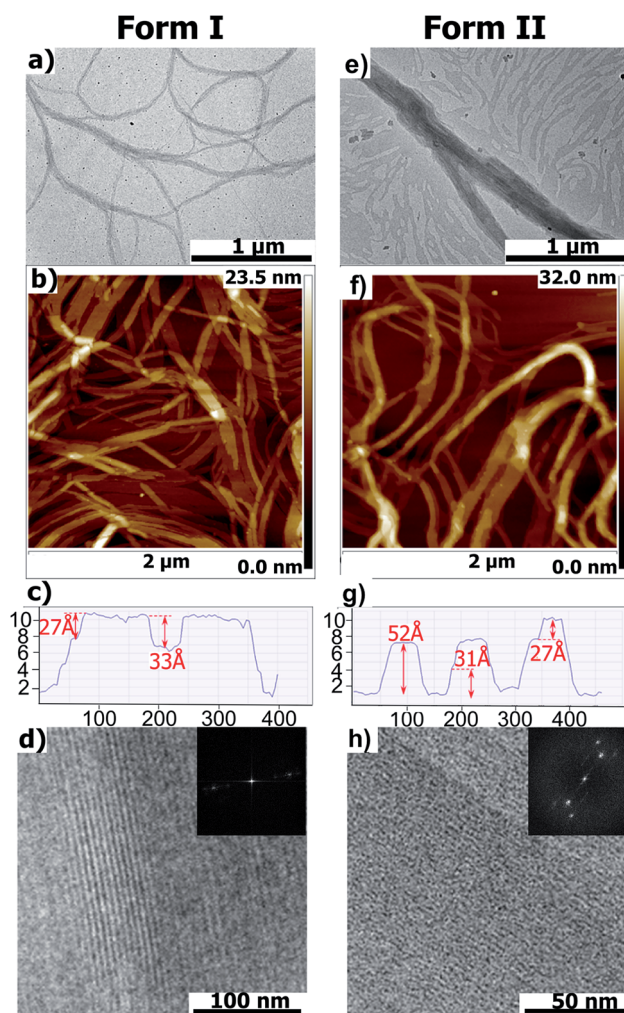 Form I
Form II
a)
1 µm
e)
1 µm
b)
23.5 nm
2 µm
0.0 nm
f)
32.0 nm
2 µm
0.0 nm
c)
10
8
6
4
2
27Å
33Å
100 200 300 400
g)
10
8
6
4
2
52Å
31Å
27Å
100 200 300 400
d)
100 nm
h)
50 nm